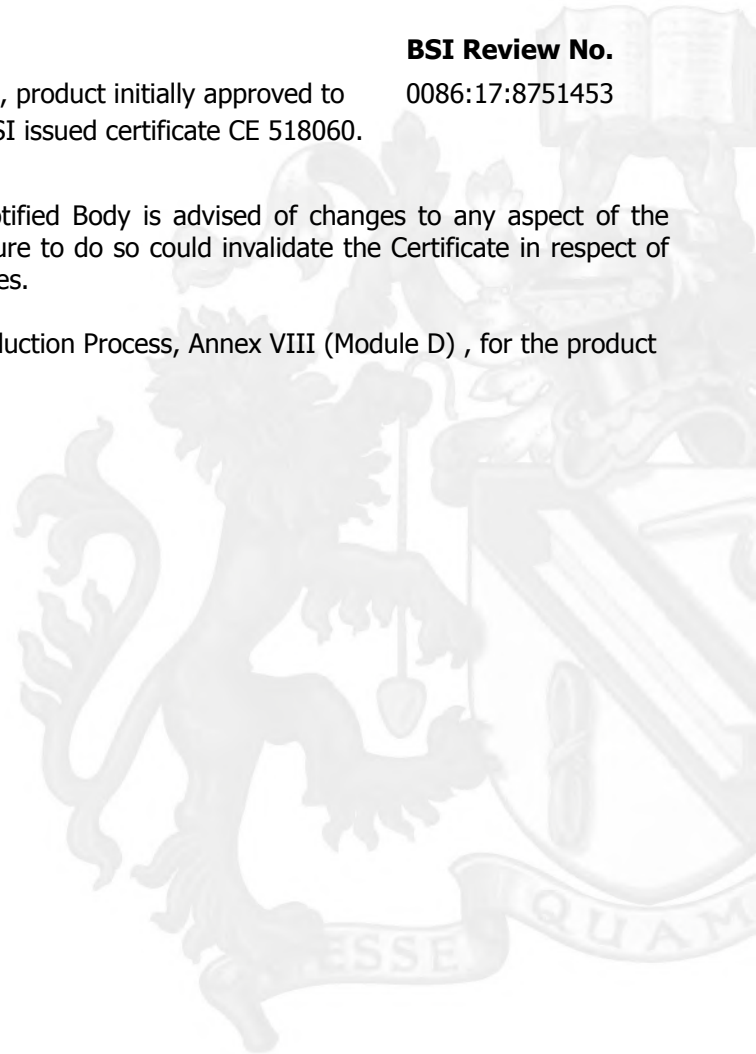 BSI Review No.
, product initially approved to 0086:17:8751453
SI issued certificate CE 518060.
otified Body is advised of changes to any aspect of the
ure to do so could invalidate the Certificate in respect of
es.
duction Process, Annex VIII (Module D) , for the product
ESSE QUAM